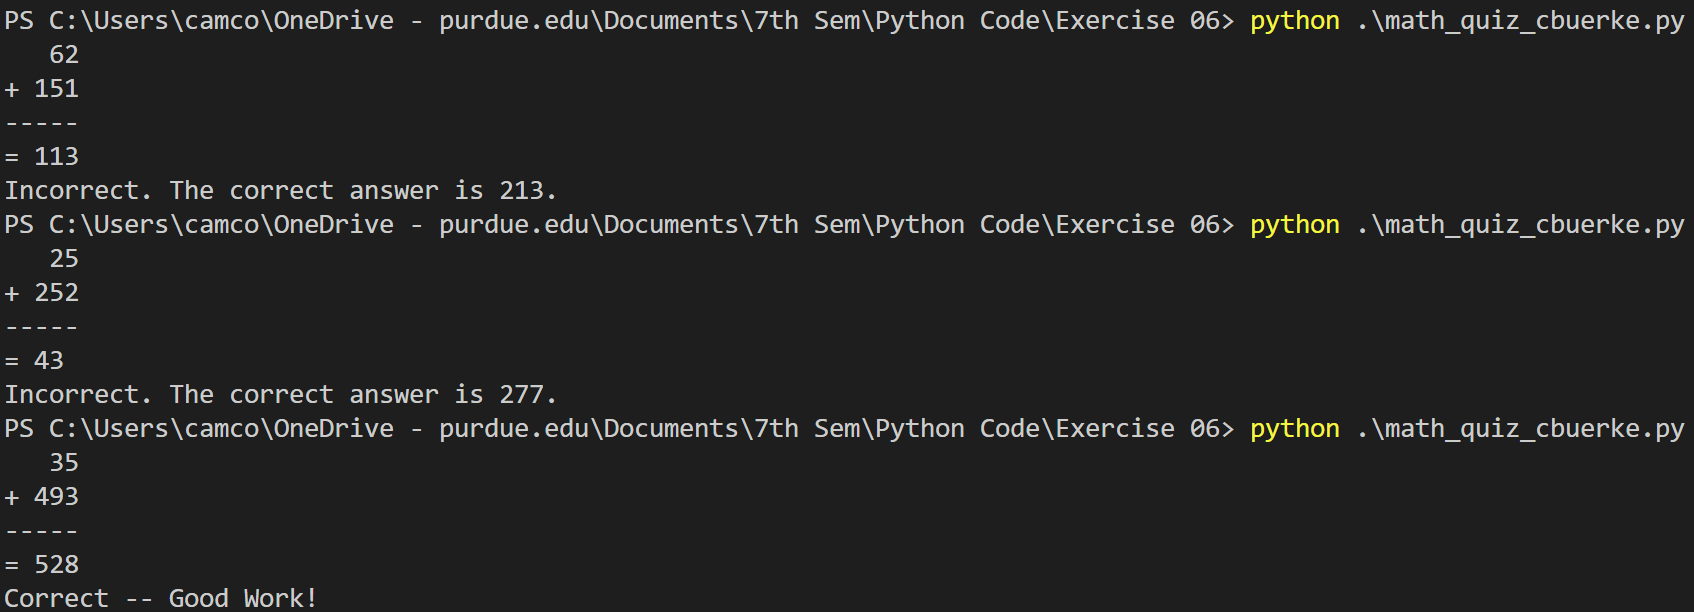 PS C:\Users\camco\OneDrive - purdue.edu\Documents\7th Sem\Python Code\Exercise 06> python .\math_quiz_cbuerke.py
   62
+ 151
-----
= 113
Incorrect. The correct answer is 213.
PS C:\Users\camco\OneDrive - purdue.edu\Documents\7th Sem\Python Code\Exercise 06> python .\math_quiz_cbuerke.py
   25
+ 252
-----
= 43
Incorrect. The correct answer is 277.
PS C:\Users\camco\OneDrive - purdue.edu\Documents\7th Sem\Python Code\Exercise 06> python .\math_quiz_cbuerke.py
   35
+ 493
-----
= 528
Correct -- Good Work!